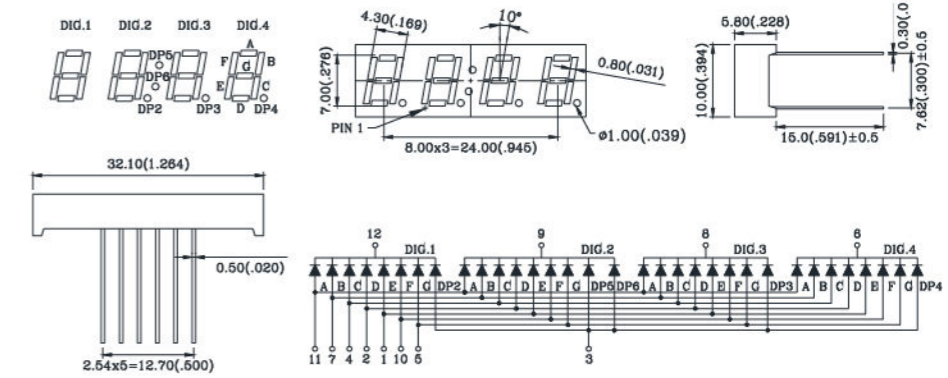 DIG.1 DIG.2 DIG.3 DIG.4
A
F B
G
E C
D
DP5
DP6
DP2 DP3 DP4
4.30(.169)
10°
7.00(.276)
0.80(.031)
PIN 1
ø1.00(.039)
8.00x3=24.00(.945)
5.80(.228)
0.30(.0
10.00(.394)
7.62(.300)±0.5
15.0(.591)±0.5
32.10(1.264)
0.50(.020)
2.54x5=12.70(.500)
12 9 8 6
DIG.1 DIG.2 DIG.3 DIG.4
A B C D E F G DP2 A B C D E F G DP5 DP6 A B C D E F G DP3 A B C D E F G DP4
11 7 4 2 1 10 5 3